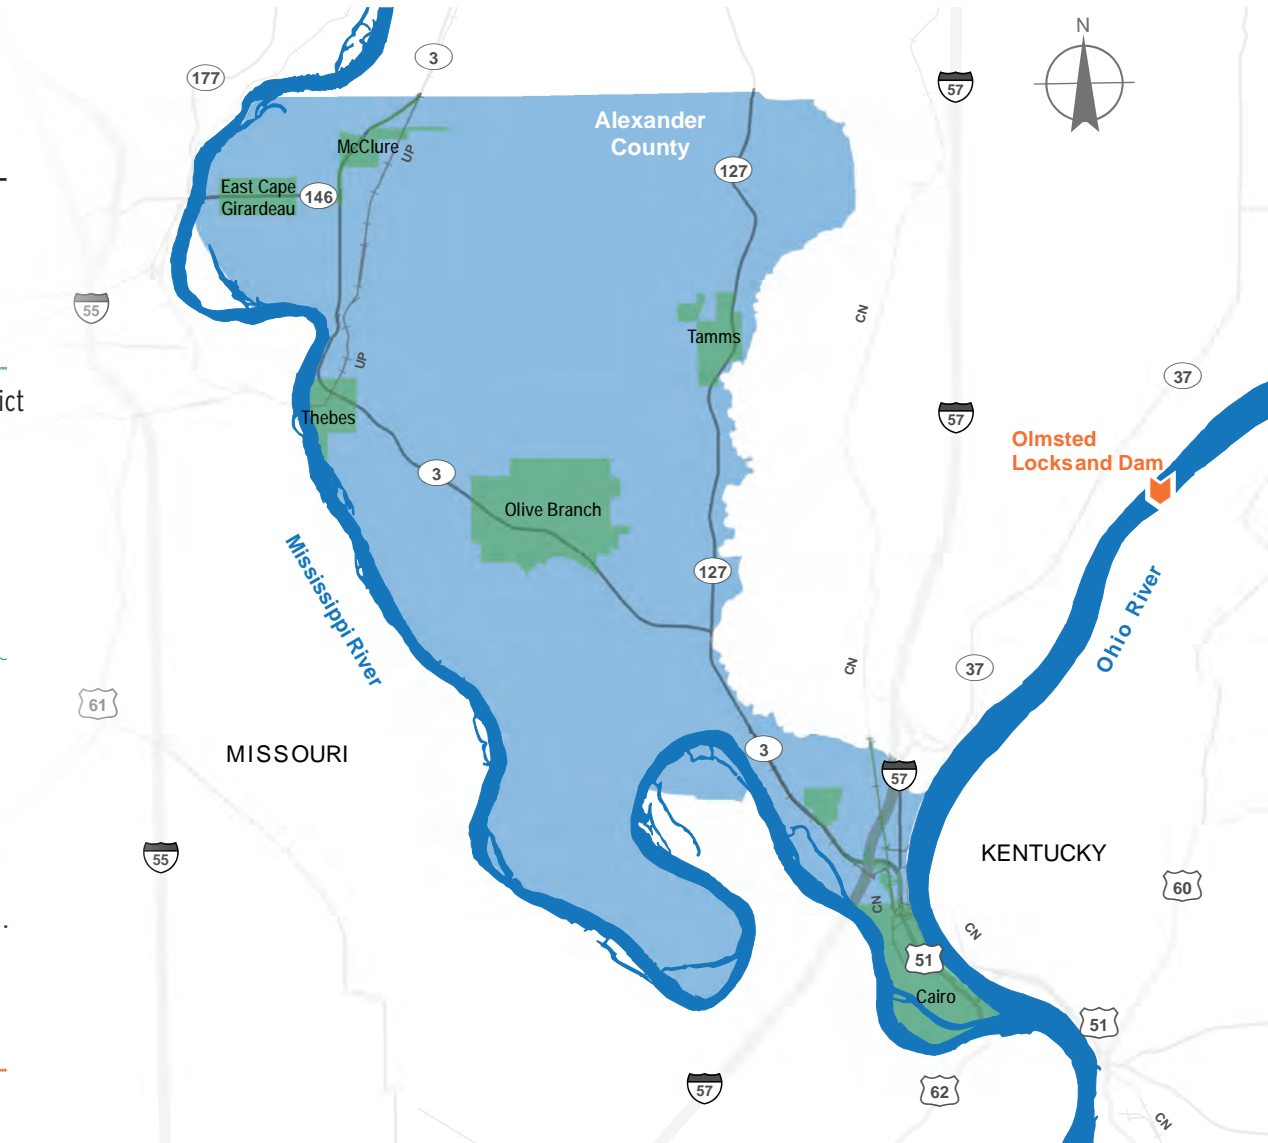 N
3
177
57
Alexander
County
McClure
UP
127
East Cape
Girardeau
146
55
CN
Tamms
UP
37
ict
Thebes
57
Olmsted
Locks and Dam
3
Olive Branch
Mississippi River
127
Ohio River
CN
37
61
MISSOURI
3
57
55
KENTUCKY
60
CN
CN
51
Cairo
51
57
62
CN